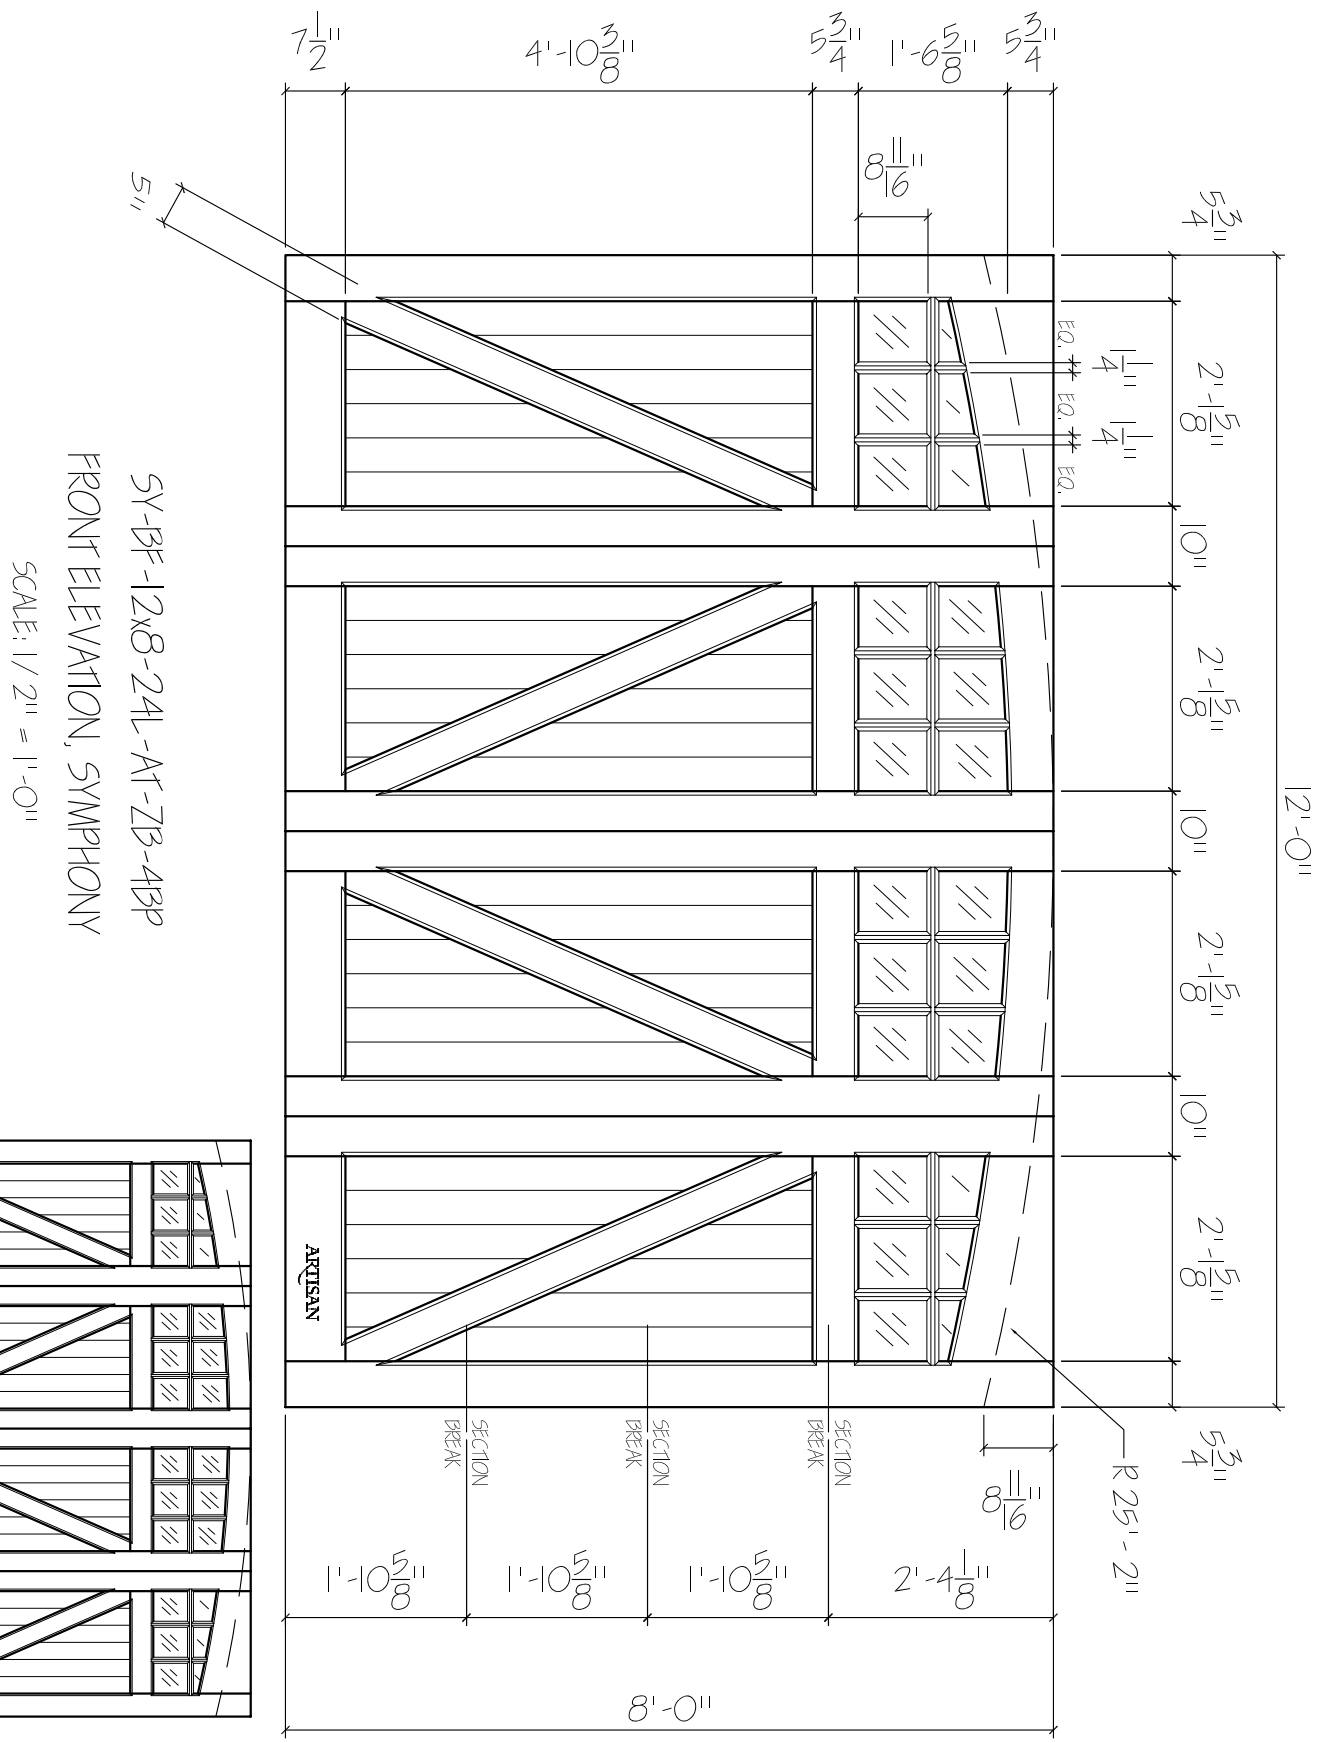 12'-0"
5 3/4"
2'-1 5/8"
10"
2'-1 5/8"
10"
2'-1 5/8"
10"
2'-1 5/8"
5 3/4"
1 1/4"
1 1/4"
EQ.
EQ.
EQ.
5 3/4"
1'-6 5/8"
5 3/4"
4'-10 3/8"
7 1/2"
8 11/16"
5"
R 25'-2"
8 11/16"
SECTION
BREAK
SECTION
BREAK
SECTION
BREAK
2'-4 1/8"
1'-10 5/8"
1'-10 5/8"
1'-10 5/8"
8'-0"
ARTISAN
SY-BF-12x8-24L-AT-ZB-4BP
FRONT ELEVATION, SYMPHONY
SCALE: 1/2" = 1'-0"